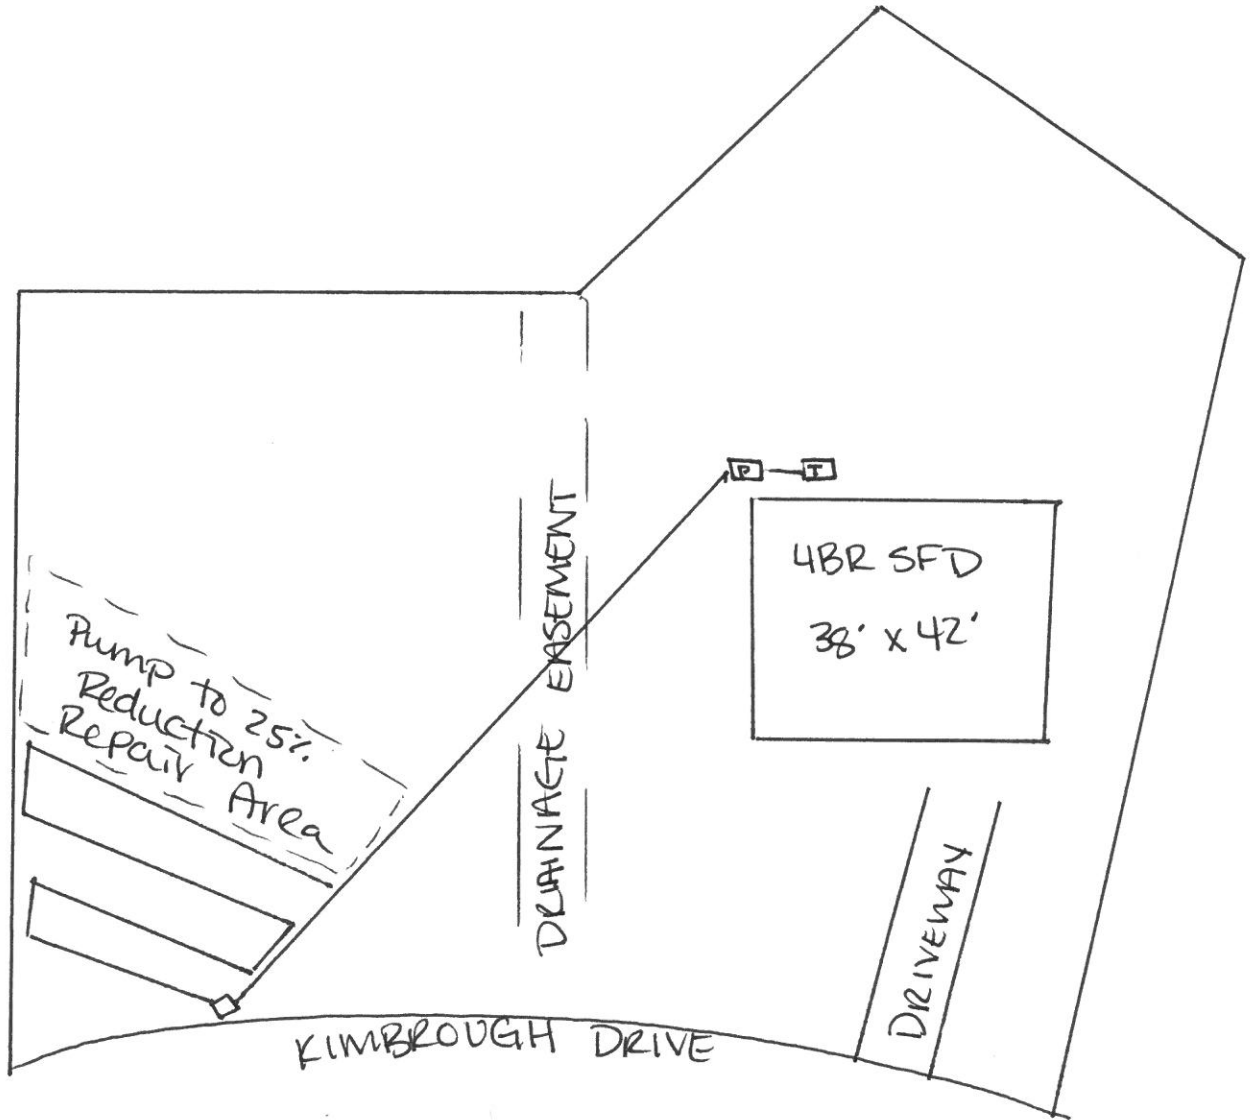 P
T
4BR SFD
38' x 42'
DRAINAGE EASEMENT
Pump to 25%
Reduction
Repair Area
DRIVEWAY
KIMBROUGH DRIVE